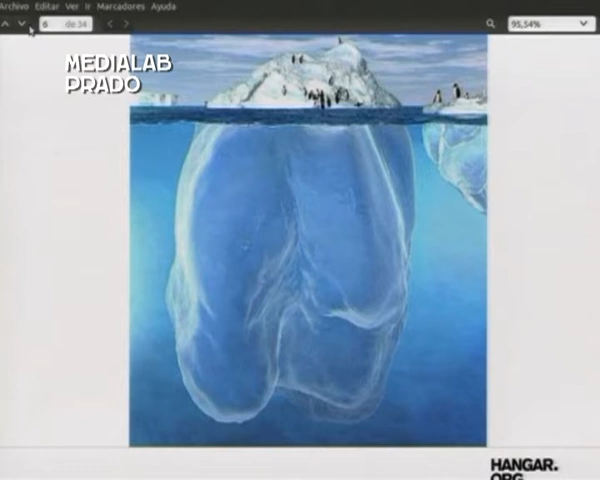 Archivo Editar Ver Ir Marcadores Ayuda
6 de 34 95,54%
MEDIALAB
PRADO
HANGAR.
ORG